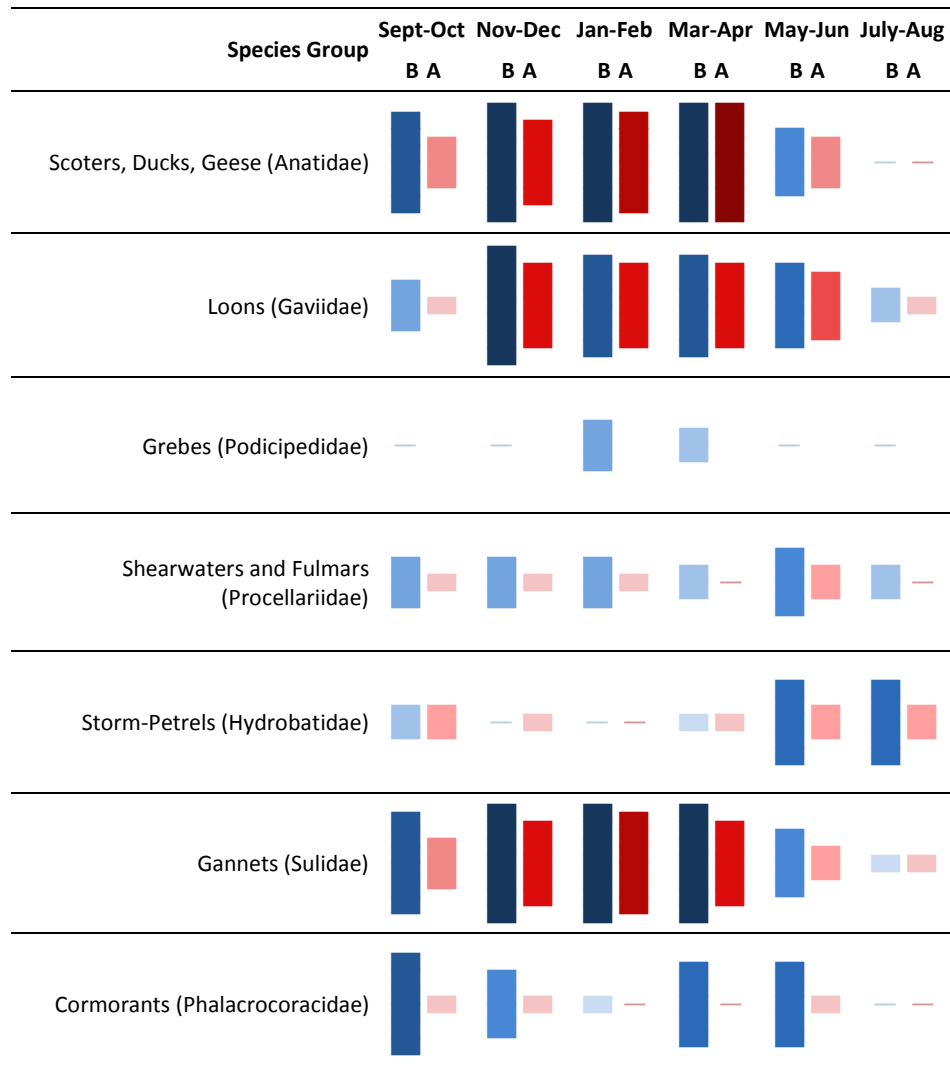 Sept-Oct Nov-Dec Jan-Feb Mar-Apr May-Jun July-Aug
Species Group
B A B A B A B A B A B A
Scoters, Ducks, Geese (Anatidae)
Loons (Gaviidae)
Grebes (Podicipedidae)
Shearwaters and Fulmars
(Procellariidae)
Storm-Petrels (Hydrobatidae)
Gannets (Sulidae)
Cormorants (Phalacrocoracidae)